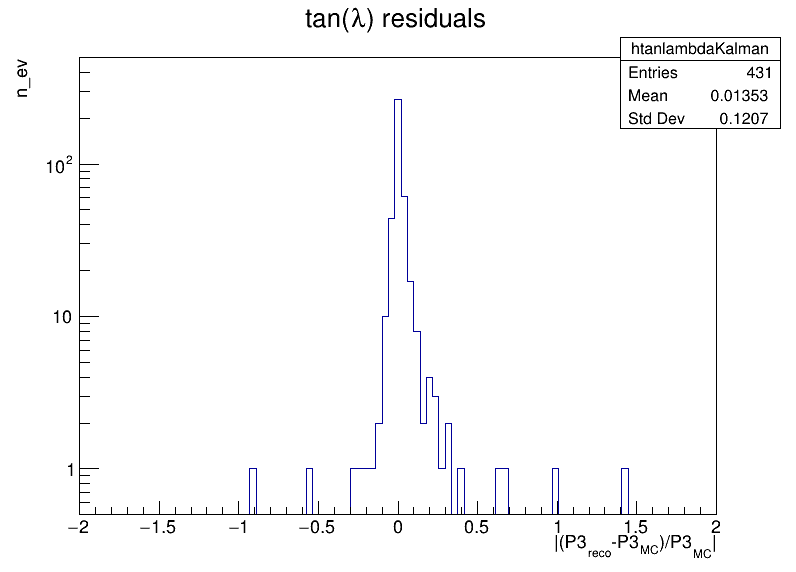 tan(λ) residuals
htanlambdaKalman
Entries 431
Mean 0.01353
Std Dev 0.1207
n_ev
10²
10
1
−2 −1.5 −1 −0.5 0 0.5 1 1.5 2
|(P3reco-P3MC)/P3MC|